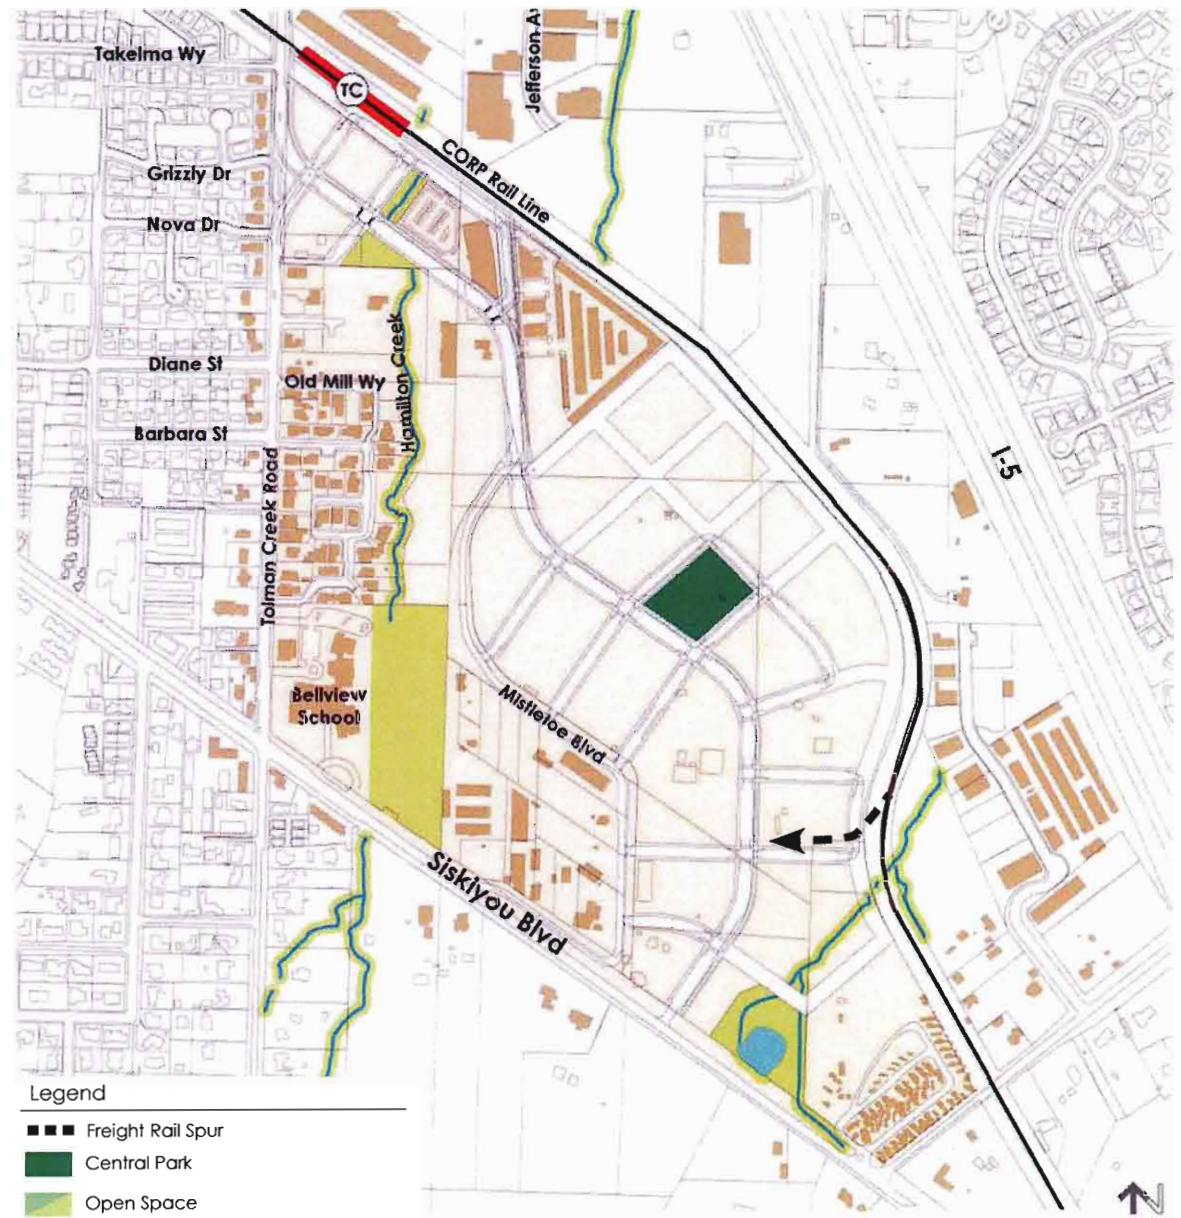 Takelma Wy
Jefferson Av
TC
CORP Rail Line
Grizzly Dr
Nova Dr
Hamilton Creek
Diane St
Old Mill Wy
Barbara St
I-5
Tolman Creek Road
Bellview
School
Mistletoe Blvd
Siskiyou Blvd
Legend
Freight Rail Spur
Central Park
Open Space
N